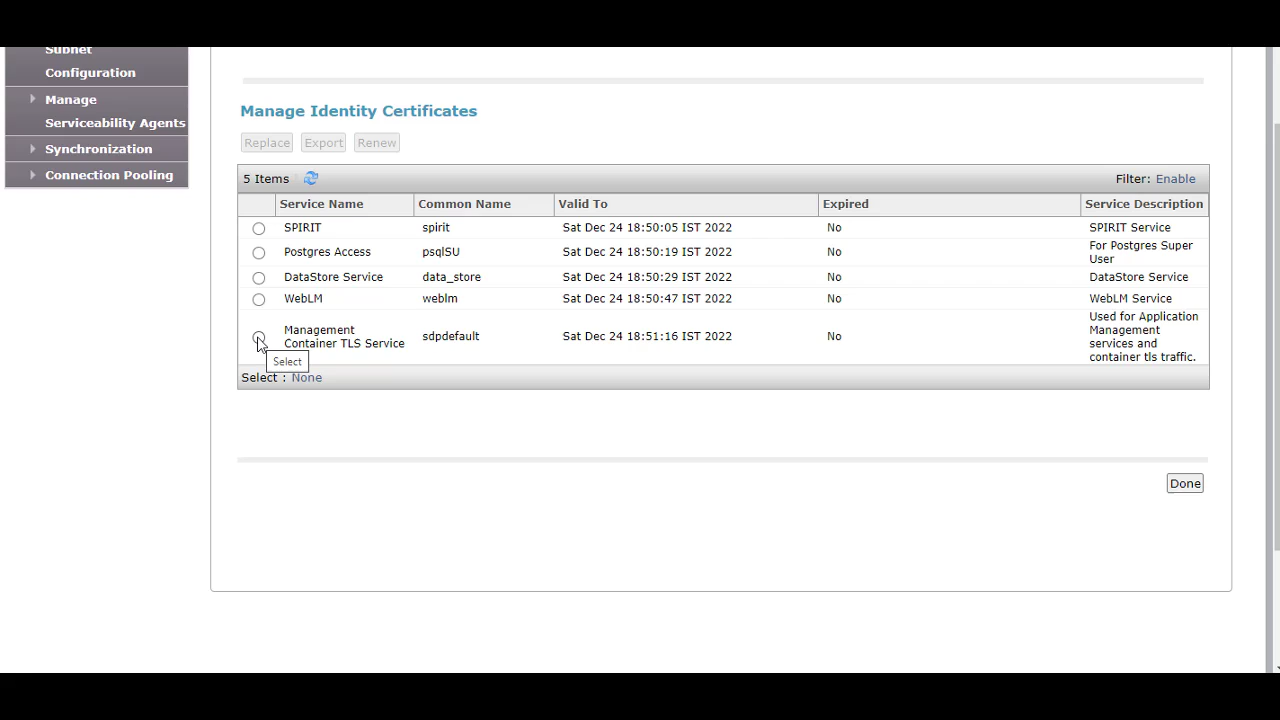 Subnet
Configuration
Manage
Serviceability Agents
Synchronization
Connection Pooling
Manage Identity Certificates
Replace Export Renew
5 Items Filter: Enable
Service Name Common Name Valid To Expired Service Description
SPIRIT spirit Sat Dec 24 18:50:05 IST 2022 No SPIRIT Service
Postgres Access psqlSU Sat Dec 24 18:50:19 IST 2022 No For Postgres Super
User
DataStore Service data_store Sat Dec 24 18:50:29 IST 2022 No DataStore Service
WebLM weblm Sat Dec 24 18:50:47 IST 2022 No WebLM Service
Management
Container TLS Service sdpdefault Sat Dec 24 18:51:16 IST 2022 No Used for Application
Management
services and
container tls traffic.
Select
Select : None
Done